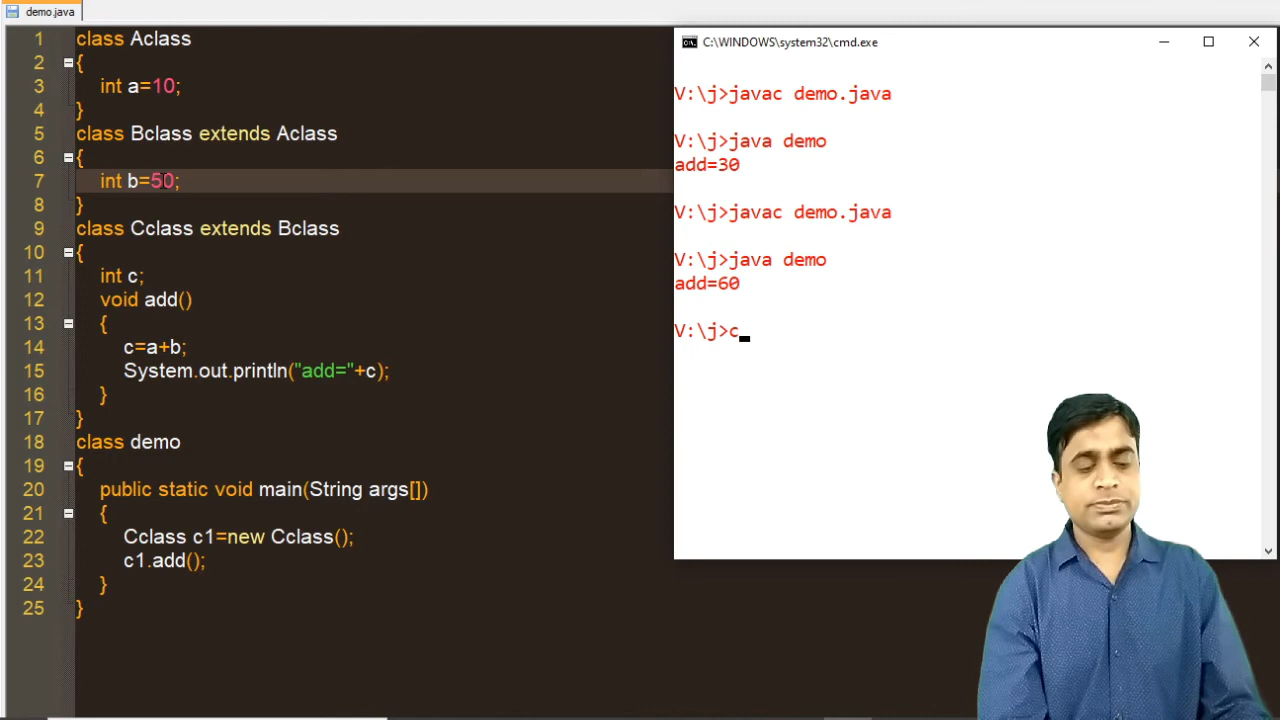 demo.java
1 class Aclass
2 {
3 int a=10;
4 }
5 class Bclass extends Aclass
6 {
7 int b=50;
8 }
9 class Cclass extends Bclass
10 {
11 int c;
12 void add()
13 {
14 c=a+b;
15 System.out.println("add="+c);
16 }
17 }
18 class demo
19 {
20 public static void main(String args[])
21 {
22 Cclass c1=new Cclass();
23 c1.add();
24 }
25 }
C:\WINDOWS\system32\cmd.exe
V:\j>javac demo.java
V:\j>java demo
add=30
V:\j>javac demo.java
V:\j>java demo
add=60
V:\j>c